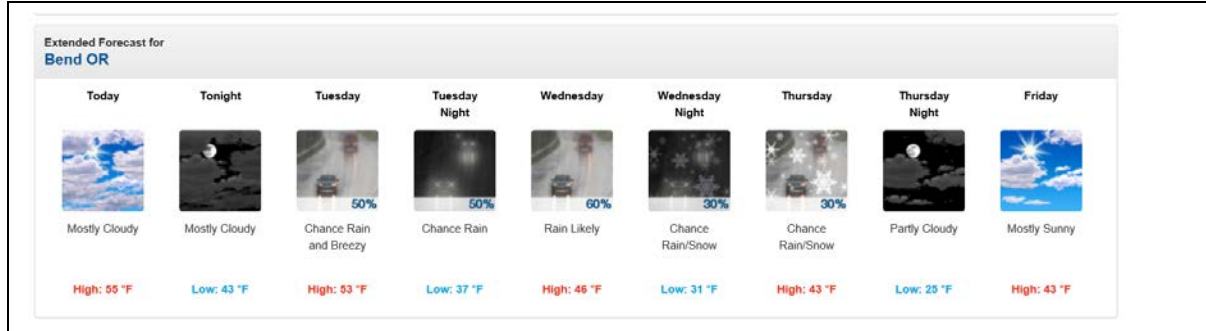 Extended Forecast for
Bend OR
Today
Tonight
Tuesday
Tuesday
Night
Wednesday
Wednesday
Night
Thursday
Thursday
Night
Friday
50%
50%
60%
30%
30%
Mostly Cloudy
Mostly Cloudy
Chance Rain
and Breezy
Chance Rain
Rain Likely
Chance
Rain/Snow
Chance
Rain/Snow
Partly Cloudy
Mostly Sunny
High: 55 °F
Low: 43 °F
High: 53 °F
Low: 37 °F
High: 46 °F
Low: 31 °F
High: 43 °F
Low: 25 °F
High: 43 °F